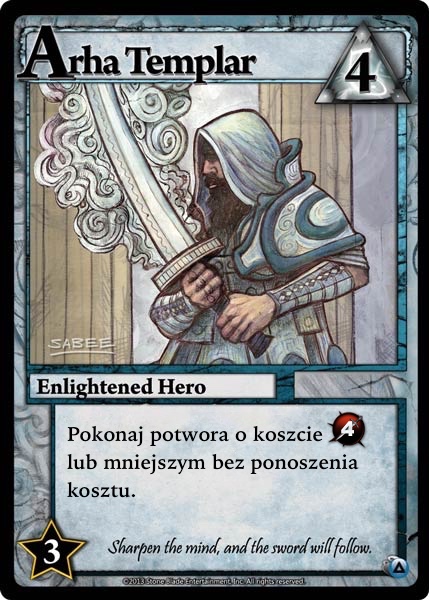 Arha Templar
4
SABEE
Enlightened Hero
Pokonaj potwora o koszcie 4
lub mniejszym bez ponoszenia
kosztu.
3
Sharpen the mind, and the sword will follow.
©2013 Stone Blade Entertainment, Inc. All rights reserved.